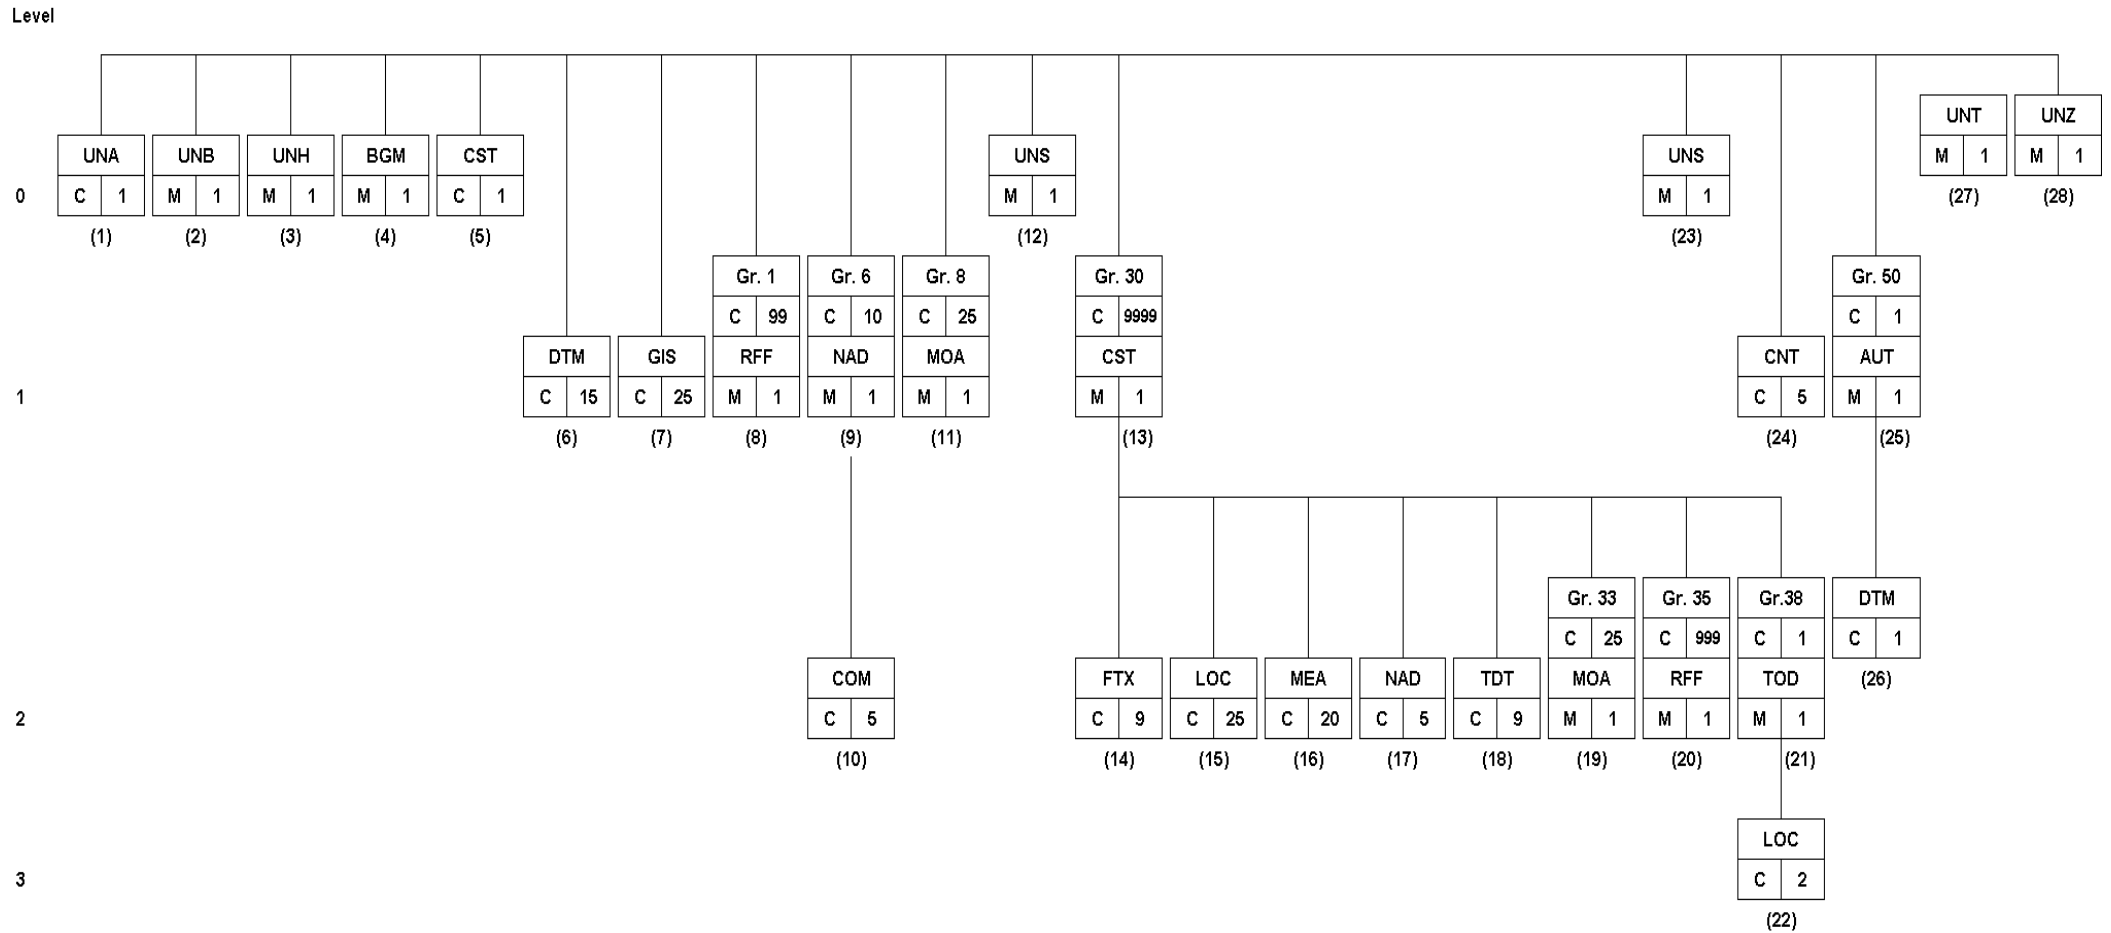 Level
UNT UNZ
UNA UNB UNH BGM CST UNS UNS M 1 M 1
0 C 1 M 1 M 1 M 1 C 1 M 1 M 1 (27) (28)
(1) (2) (3) (4) (5) (12) (23)
Gr. 1 Gr. 6 Gr. 8 Gr. 30 Gr. 50
C 99 C 10 C 25 C 9999 C 1
DTM GIS RFF NAD MOA CST CNT AUT
1 C 15 C 25 M 1 M 1 M 1 M 1 C 5 M 1
(6) (7) (8) (9) (11) (13) (24) (25)
Gr. 33 Gr. 35 Gr.38 DTM
C 25 C 999 C 1 C 1
COM FTX LOC MEA NAD TDT MOA RFF TOD (26)
2 C 5 C 9 C 25 C 20 C 5 C 9 M 1 M 1 M 1
(10) (14) (15) (16) (17) (18) (19) (20) (21)
LOC
3 C 2
(22)